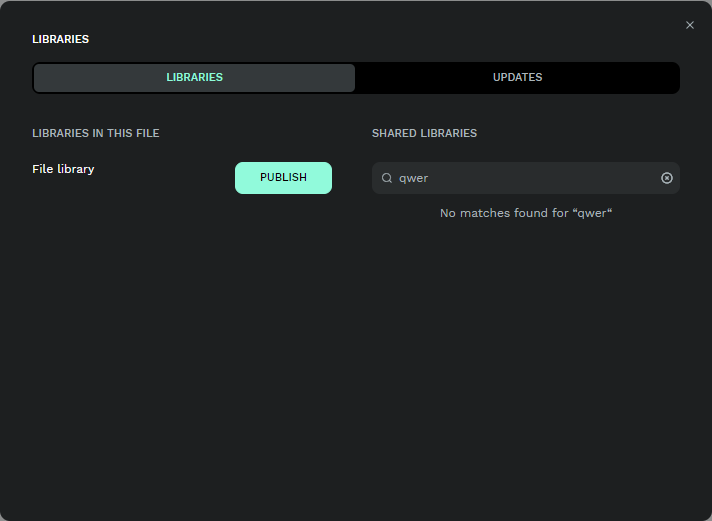 LIBRARIES
LIBRARIES
UPDATES
LIBRARIES IN THIS FILE
File library
PUBLISH
SHARED LIBRARIES
qwer
No matches found for “qwer“